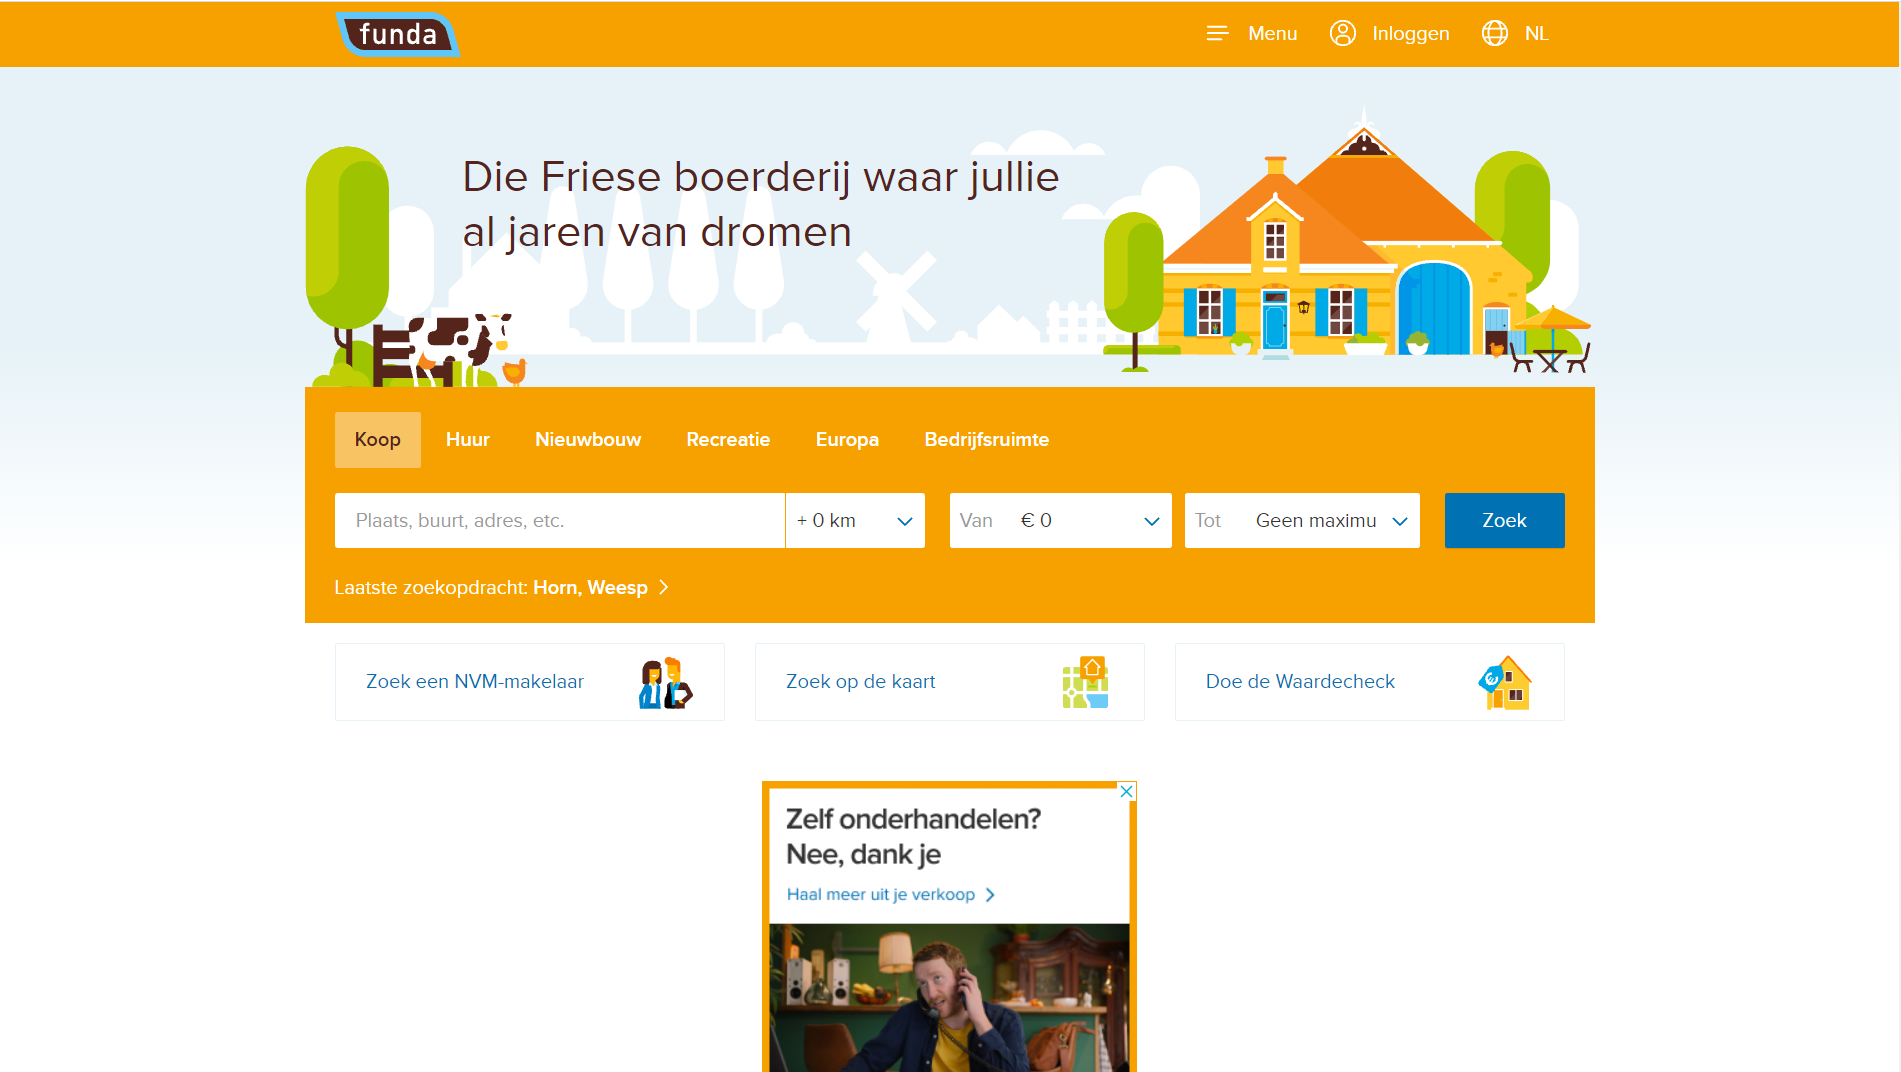 funda
Menu
Inloggen
NL
Die Friese boerderij waar jullie
al jaren van dromen
Koop
Huur
Nieuwbouw
Recreatie
Europa
Bedrijfsruimte
Plaats, buurt, adres, etc.
+ 0 km
Van € 0
Tot Geen maximu
Zoek
Laatste zoekopdracht: Horn, Weesp
Zoek een NVM-makelaar
Zoek op de kaart
Doe de Waardecheck
Zelf onderhandelen?
Nee, dank je
Haal meer uit je verkoop